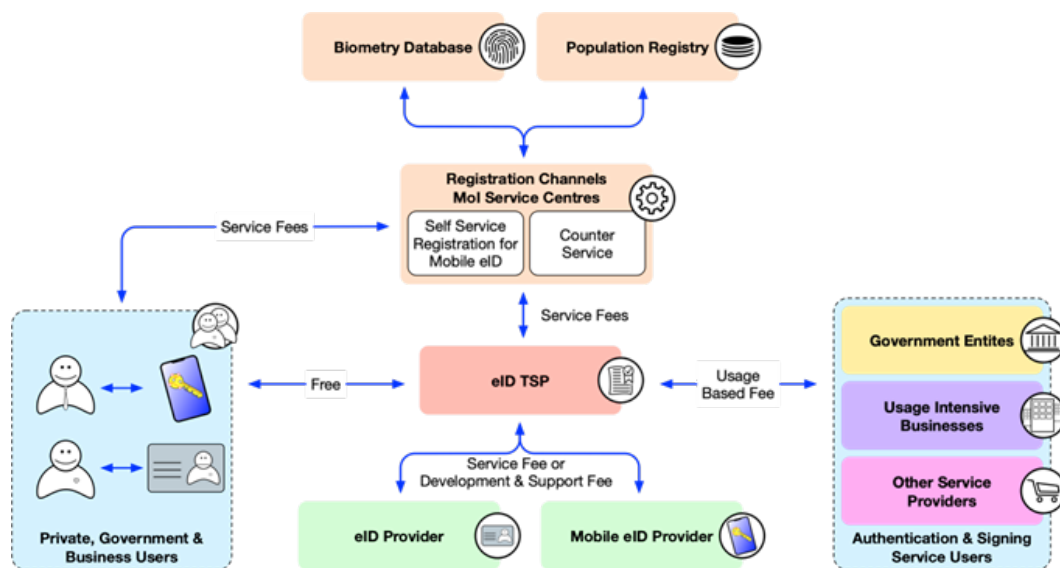 Biometry Database
Population Registry
Registration Channels
MoI Service Centres
Self Service
Registration for
Mobile eID
Counter
Service
Service Fees
Service Fees
Free
eID TSP
Usage
Based Fee
Government Entites
Usage Intensive
Businesses
Other Service
Providers
Service Fee or
Development & Support Fee
eID Provider
Mobile eID Provider
Private, Government &
Business Users
Authentication & Signing
Service Users